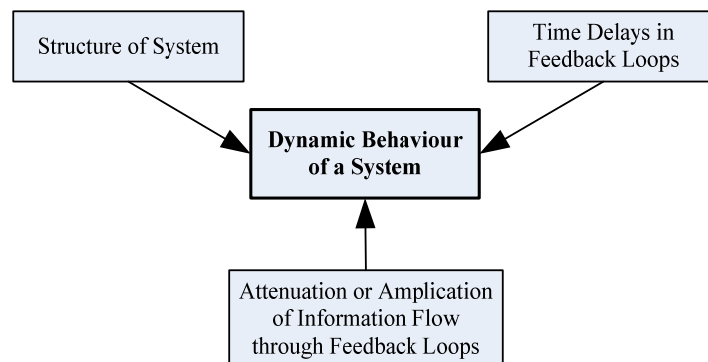 Structure of System
Time Delays in
Feedback Loops
Dynamic Behaviour
of a System
Attenuation or Amplication
of Information Flow
through Feedback Loops